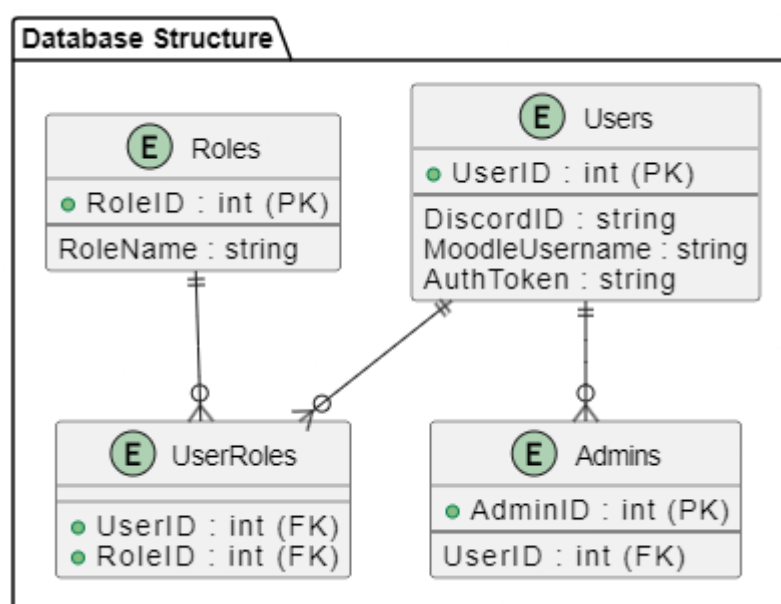 Database Structure
E Roles
RoleID : int (PK)
RoleName : string
E Users
UserID : int (PK)
DiscordID : string
MoodleUsername : string
AuthToken : string
E UserRoles
UserID : int (FK)
RoleID : int (FK)
E Admins
AdminID : int (PK)
UserID : int (FK)